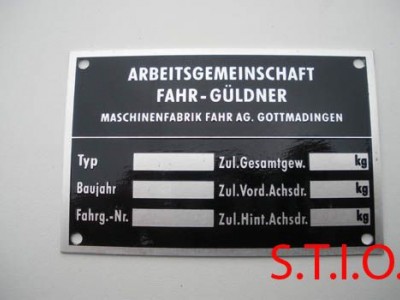 ARBEITSGEMEINSCHAFT
FAHR-GÜLDNER
MASCHINENFABRIK FAHR AG. GOTTMADINGEN
Typ Zul.Gesamtgew. kg
Baujahr Zul.Vord.Achsdr. kg
Fahrg.-Nr. Zul.Hint.Achsdr. kg
S.T.I.O.